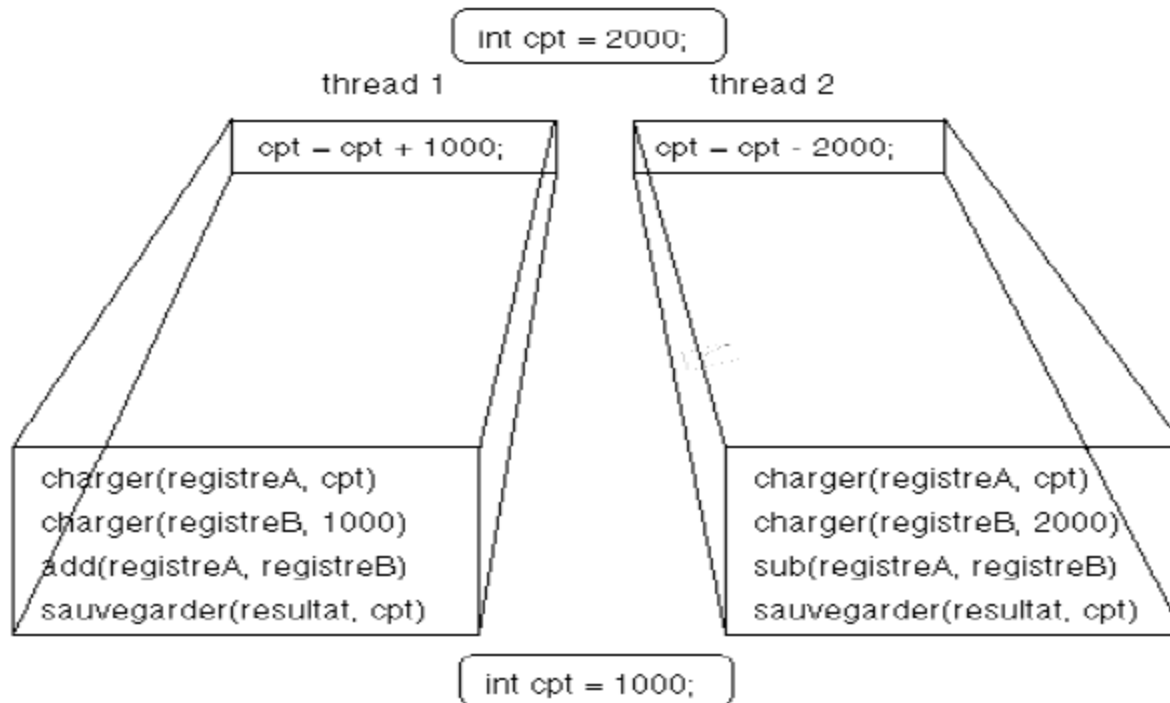 int cpt = 2000;
thread 1
thread 2
cpt = cpt + 1000;
cpt = cpt - 2000;
charger(registreA, cpt)
charger(registreB, 1000)
add(registreA, registreB)
sauvegarder(resultat, cpt)
charger(registreA, cpt)
charger(registreB, 2000)
sub(registreA, registreB)
sauvegarder(resultat, cpt)
int cpt = 1000;